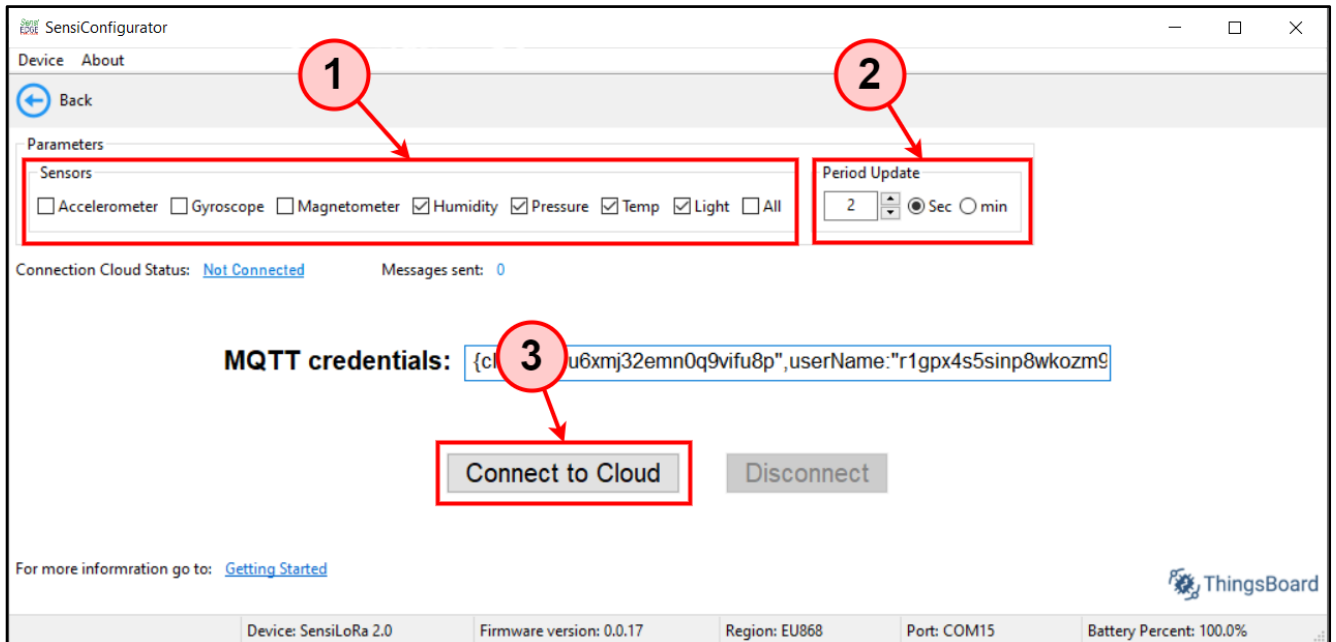 Sensi EDGE SensiConfigurator
Device About
1 2
Back
Parameters
Sensors Period Update
Accelerometer Gyroscope Magnetometer Humidity Pressure Temp Light All 2 Sec min
Connection Cloud Status: Not Connected Messages sent: 0
MQTT credentials: 3 u6xmj32emn0q9vifu8p",userName:"r1gpx4s5sinp8wkozm9
Connect to Cloud Disconnect
For more informration go to: Getting Started
ThingsBoard
Device: SensiLoRa 2.0 Firmware version: 0.0.17 Region: EU868 Port: COM15 Battery Percent: 100.0%